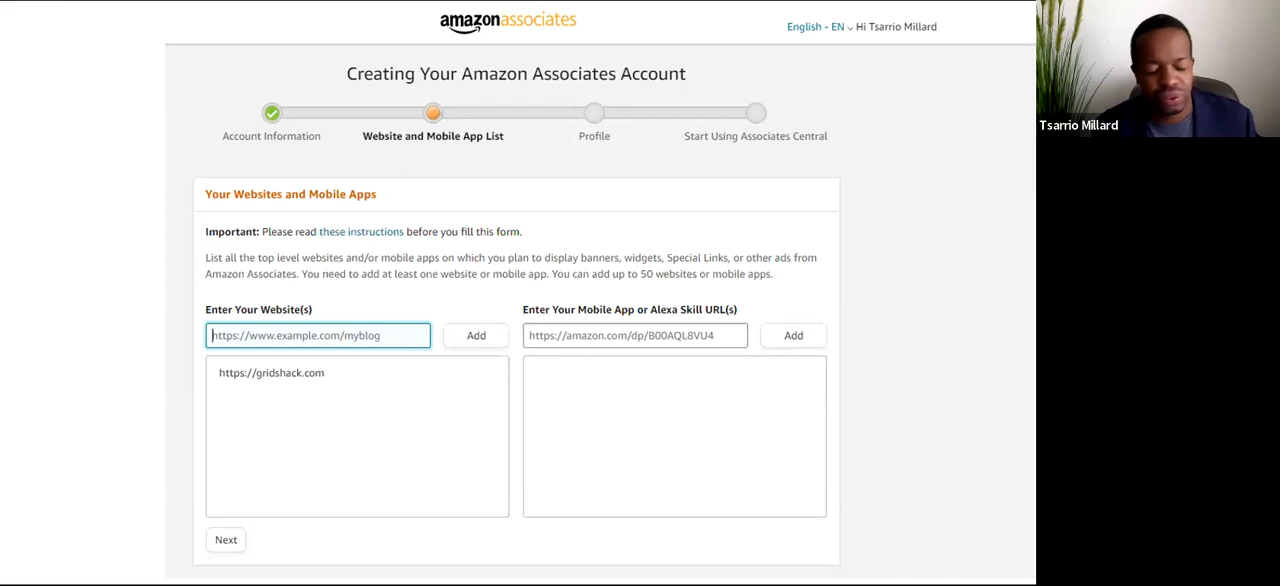 amazonassociates
English - EN Hi Tsarrio Millard
Creating Your Amazon Associates Account
Account Information
Website and Mobile App List
Profile
Start Using Associates Central
Tsarrio Millard
Your Websites and Mobile Apps
Important: Please read these instructions before you fill this form.
List all the top level websites and/or mobile apps on which you plan to display banners, widgets, Special Links, or other ads from
Amazon Associates. You need to add at least one website or mobile app. You can add up to 50 websites or mobile apps.
Enter Your Website(s)
https://www.example.com/myblog
Add
https://gridshack.com
Enter Your Mobile App or Alexa Skill URL(s)
https://amazon.com/dp/B00AQL8VU4
Add
Next